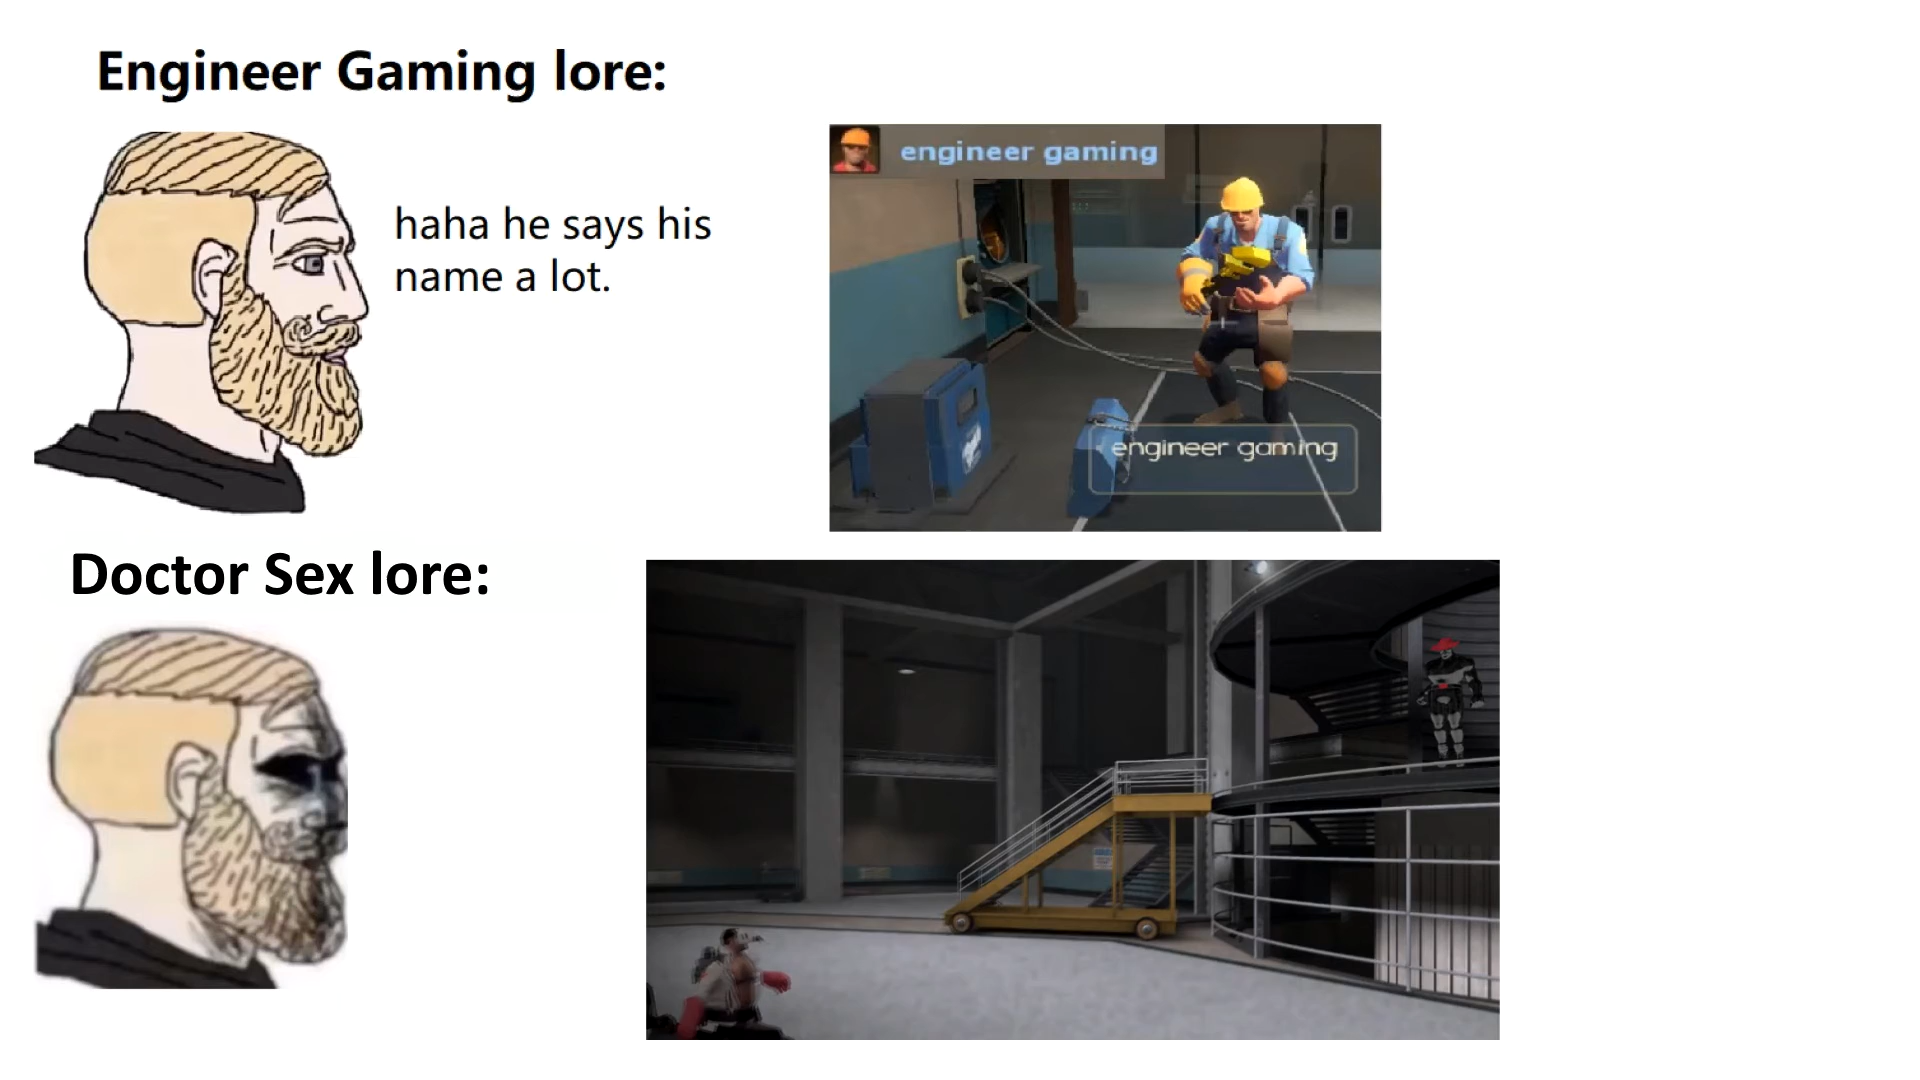 Engineer Gaming lore:
haha he says his
name a lot.
engineer gaming
engineer gaming
Doctor Sex lore: